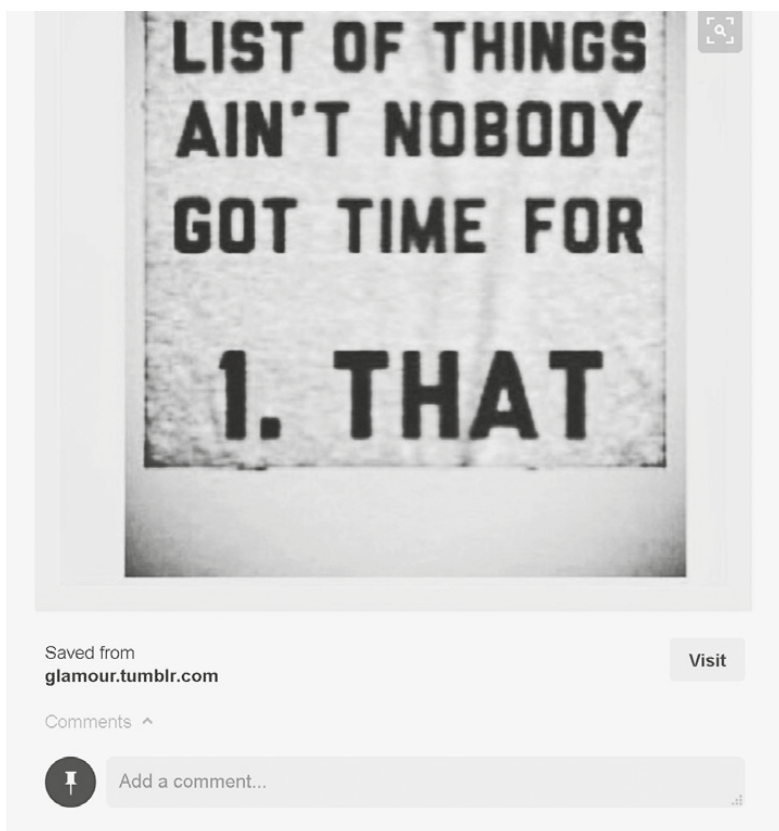 LIST OF THINGS
AIN'T NOBODY
GOT TIME FOR
1. THAT
Saved from
glamour.tumblr.com
Visit
Comments
Add a comment...